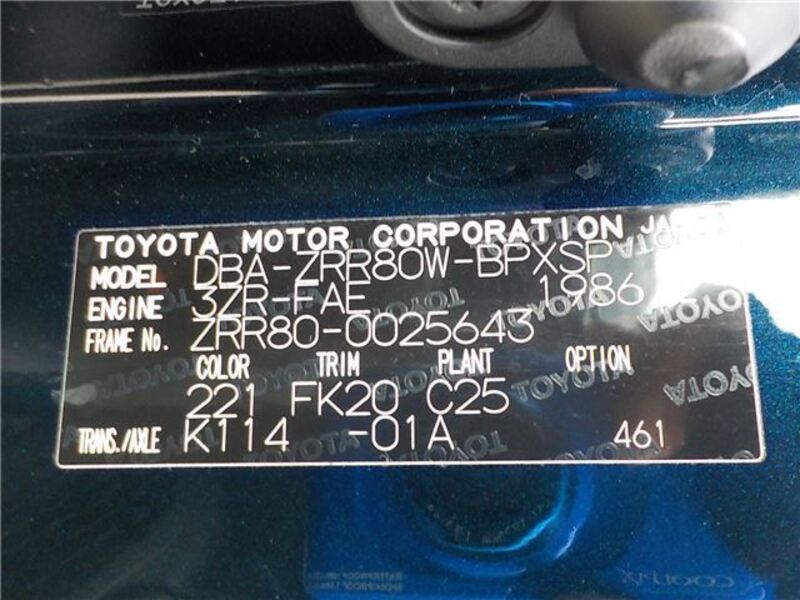 TOYOTA MOTOR CORPORATION JAPAN
MODEL DBA-ZRR80W-BPXSP
ENGINE 3ZR-FAE 1986
FRAME No. ZRR80-0025643
COLOR TRIM PLANT OPTION
221 FK20 C25
TRANS./AXLE K114 -01A 461
COOLPIX